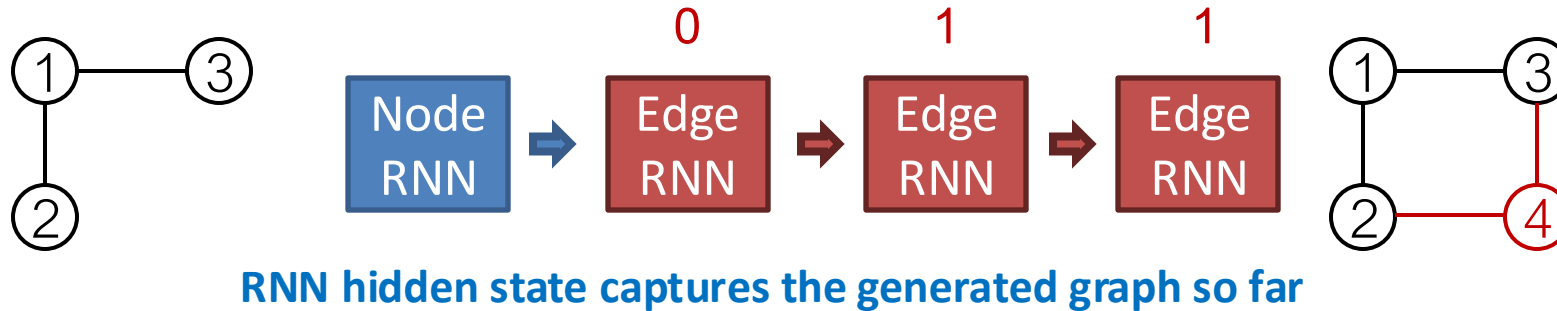 0 1 1
1 3 Node RNN Edge RNN Edge RNN Edge RNN 1 3
2 2 4
RNN hidden state captures the generated graph so far